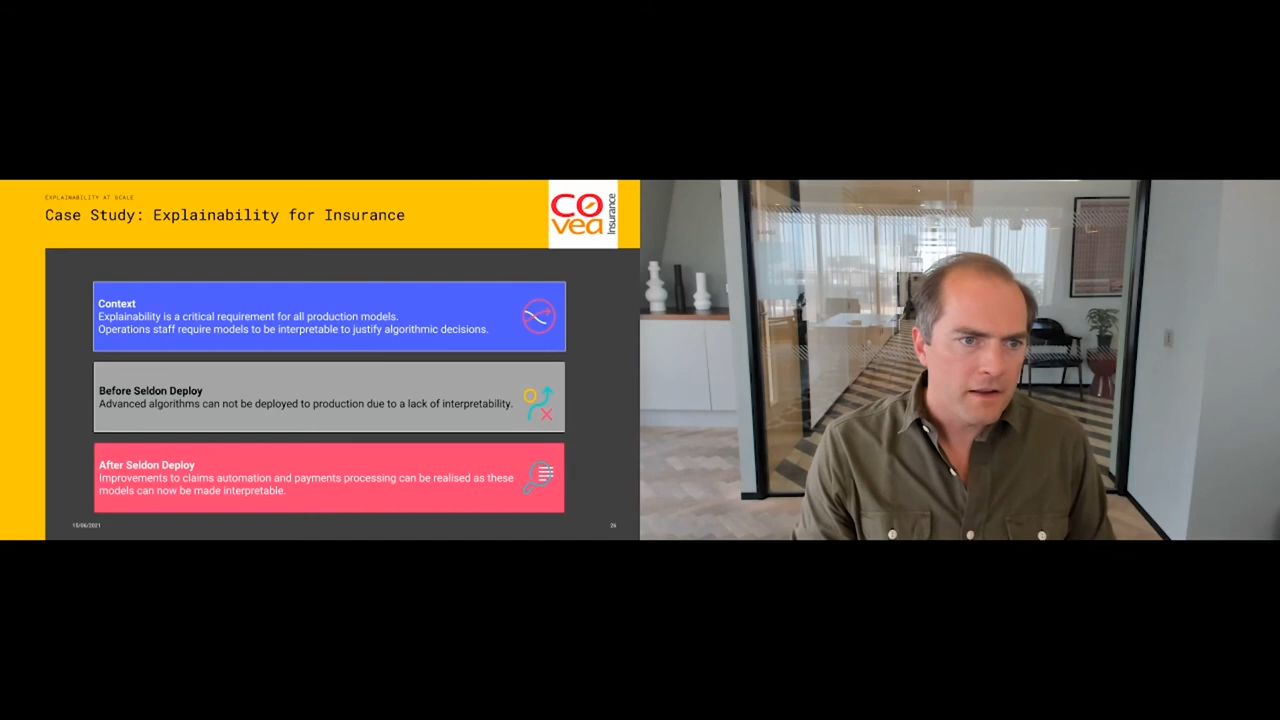 EXPLAINABILITY AT SCALE
Case Study: Explainability for Insurance
COvea
Insurance
Context
Explainability is a critical requirement for all production models.
Operations staff require models to be interpretable to justify algorithmic decisions.
Before Seldon Deploy
Advanced algorithms can not be deployed to production due to a lack of interpretability.
After Seldon Deploy
Improvements to claims automation and payments processing can be realised as these
models can now be made interpretable.
15/06/2021
26